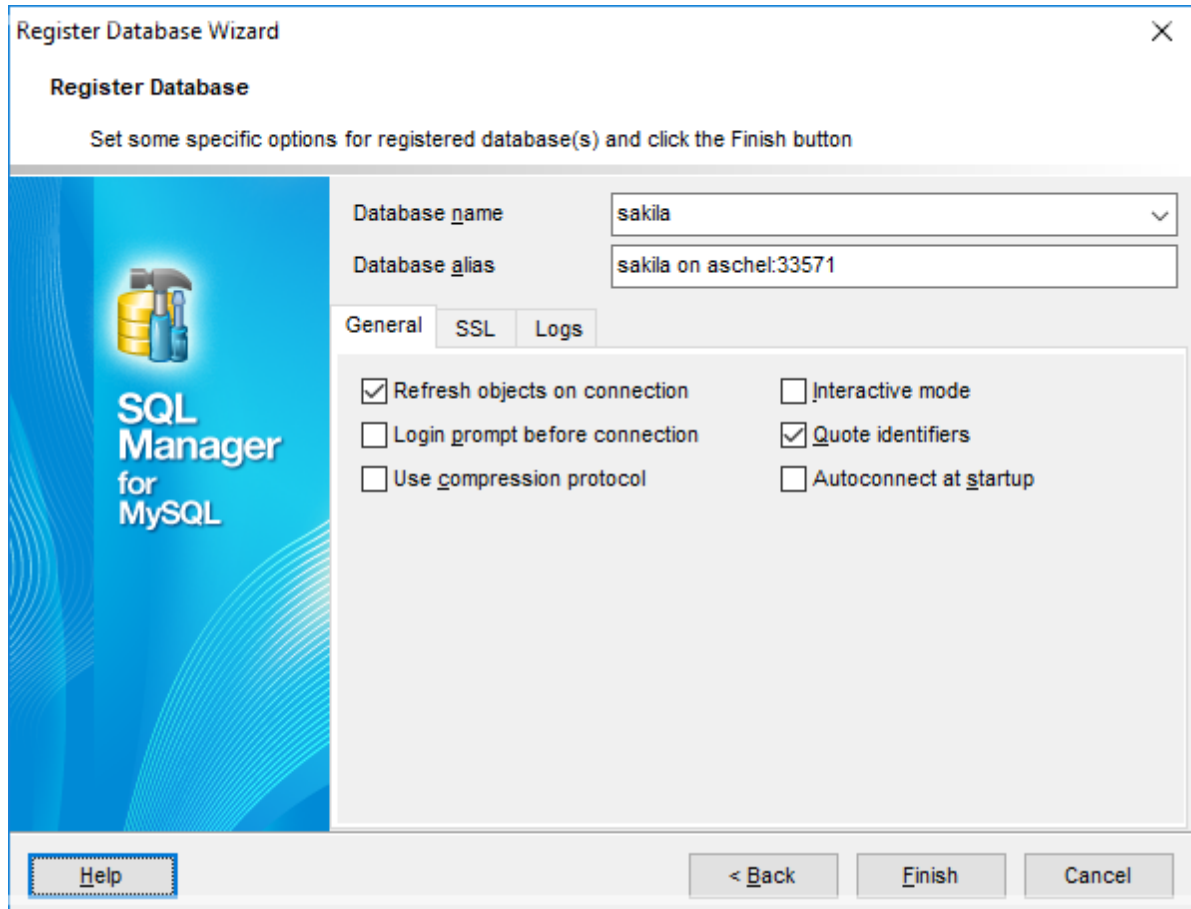 Register Database Wizard
Register Database
Set some specific options for registered database(s) and click the Finish button
SQL
Manager
for
MySQL
Database name
sakila
Database alias
sakila on aschel:33571
General
SSL
Logs
Refresh objects on connection
Interactive mode
Login prompt before connection
Quote identifiers
Use compression protocol
Autoconnect at startup
Help
< Back
Finish
Cancel